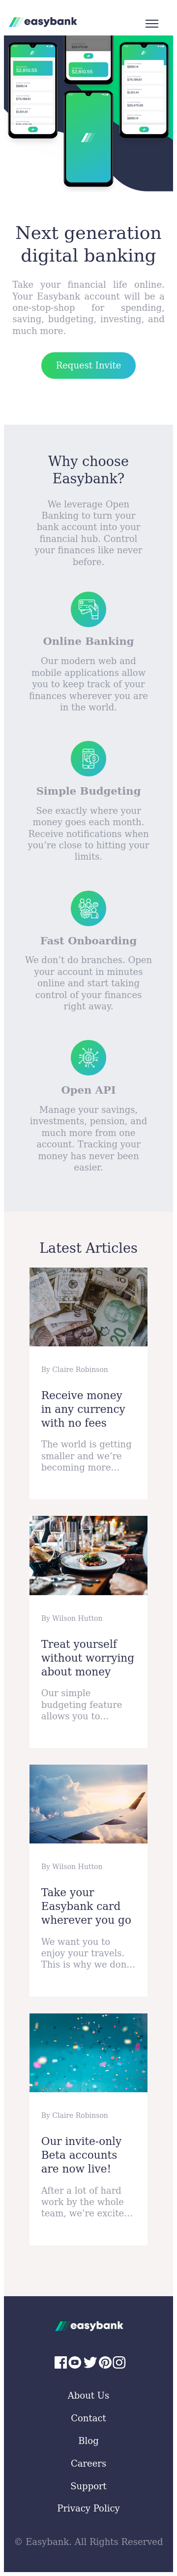 easybank
Next generation
digital banking
Take your financial life online.
Your Easybank account will be a
one-stop-shop for spending,
saving, budgeting, investing, and
much more.
Request Invite
Why choose
Easybank?
We leverage Open
Banking to turn your
bank account into your
financial hub. Control
your finances like never
before.
Online Banking
Our modern web and
mobile applications allow
you to keep track of your
finances wherever you are
in the world.
Simple Budgeting
See exactly where your
money goes each month.
Receive notifications when
you’re close to hitting your
limits.
Fast Onboarding
We don’t do branches. Open
your account in minutes
online and start taking
control of your finances
right away.
Open API
Manage your savings,
investments, pension, and
much more from one
account. Tracking your
money has never been
easier.
Latest Articles
By Claire Robinson
Receive money
in any currency
with no fees
The world is getting
smaller and we’re
becoming more...
By Wilson Hutton
Treat yourself
without worrying
about money
Our simple
budgeting feature
allows you to...
By Wilson Hutton
Take your
Easybank card
wherever you go
We want you to
enjoy your travels.
This is why we don...
By Claire Robinson
Our invite-only
Beta accounts
are now live!
After a lot of hard
work by the whole
team, we’re excite...
easybank
About Us
Contact
Blog
Careers
Support
Privacy Policy
© Easybank. All Rights Reserved